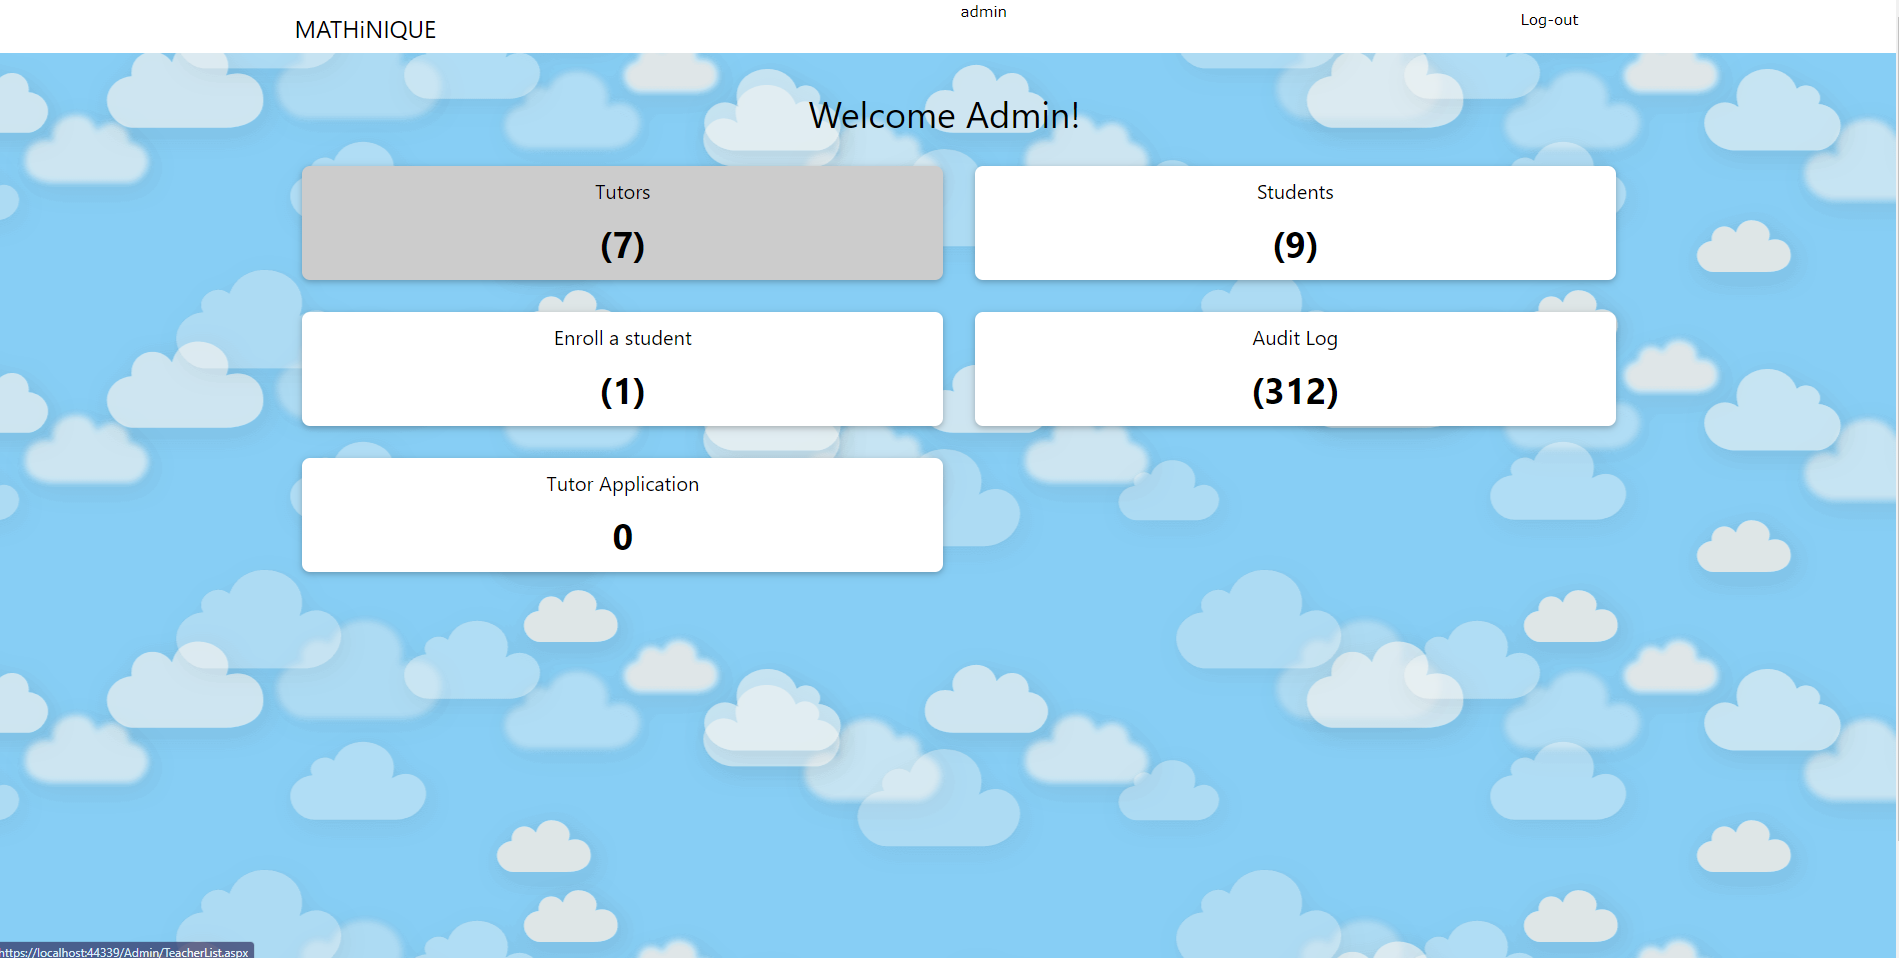 MATHiNIQUE
admin
Log-out
Welcome Admin!
Tutors
(7)
Students
(9)
Enroll a student
(1)
Audit Log
(312)
Tutor Application
0
https://localhost:44339/Admin/TeacherList.aspx